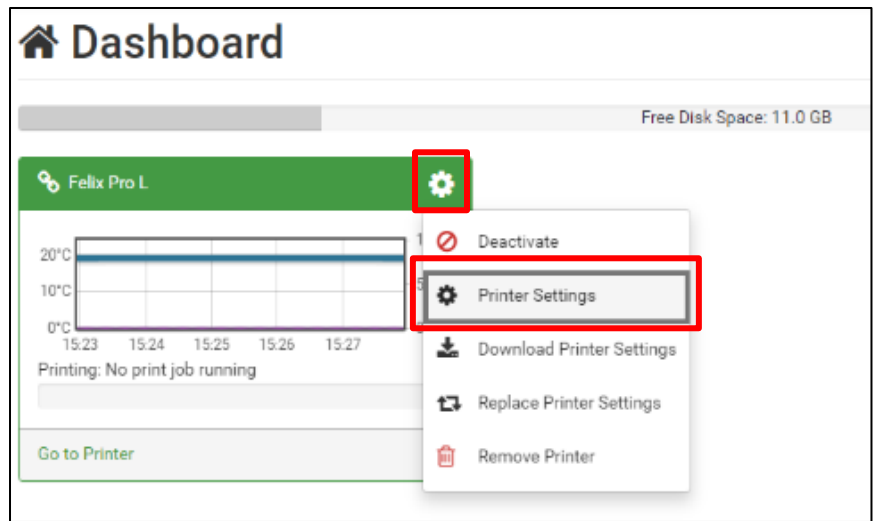 Dashboard
Free Disk Space: 11.0 GB
Felix Pro L
Deactivate
Printer Settings
Download Printer Settings
Replace Printer Settings
Remove Printer
20°C
10°C
0°C
15:23 15:24 15:25 15:26 15:27
Printing: No print job running
Go to Printer